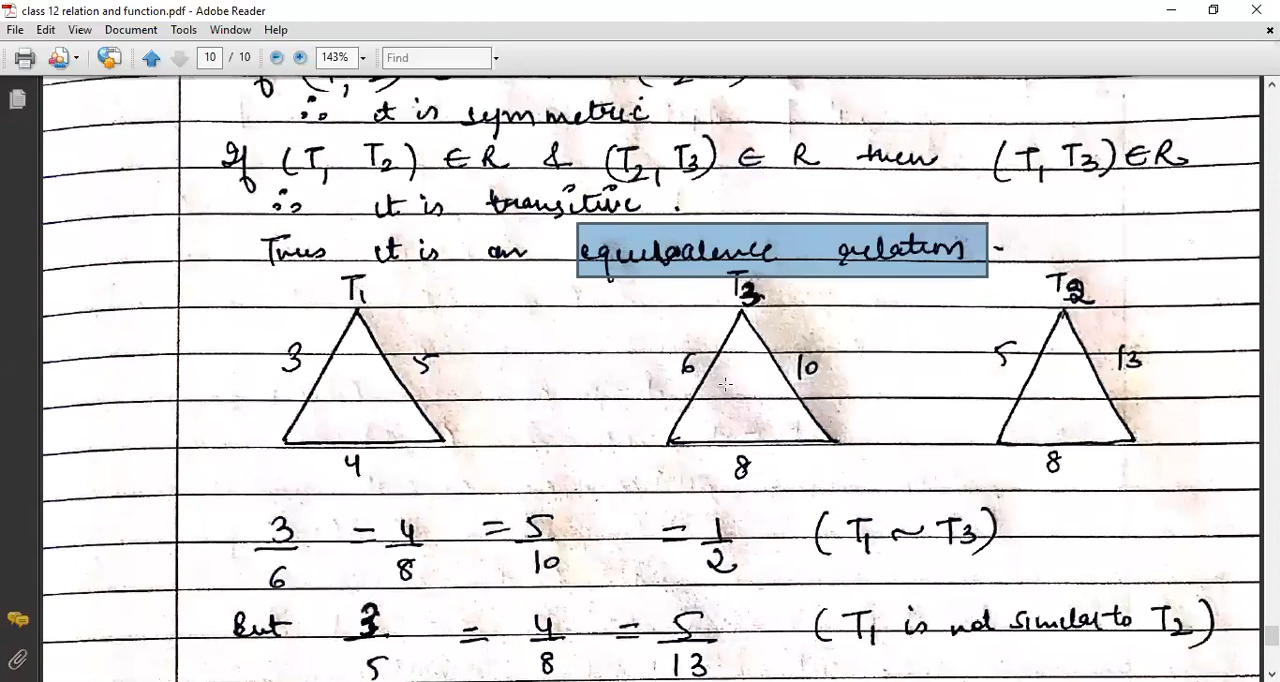 class 12 relation and function.pdf - Adobe Reader
File Edit View Document Tools Window Help
10 / 10 143% Find
∴ it is symmetric
If (T1 T2) ∈ R & (T2, T3) ∈ R then (T1 T3) ∈ R
∴ it is transitive .
Thus it is an equivalence relation -
T1 T3 T2
3 5 6 10 5 13
4 8 8
3/6 = 4/8 = 5/10 = 1/2 (T1 ~ T3)
But 3/5 = 4/8 = 5/13 (T1 is not similar to T2)